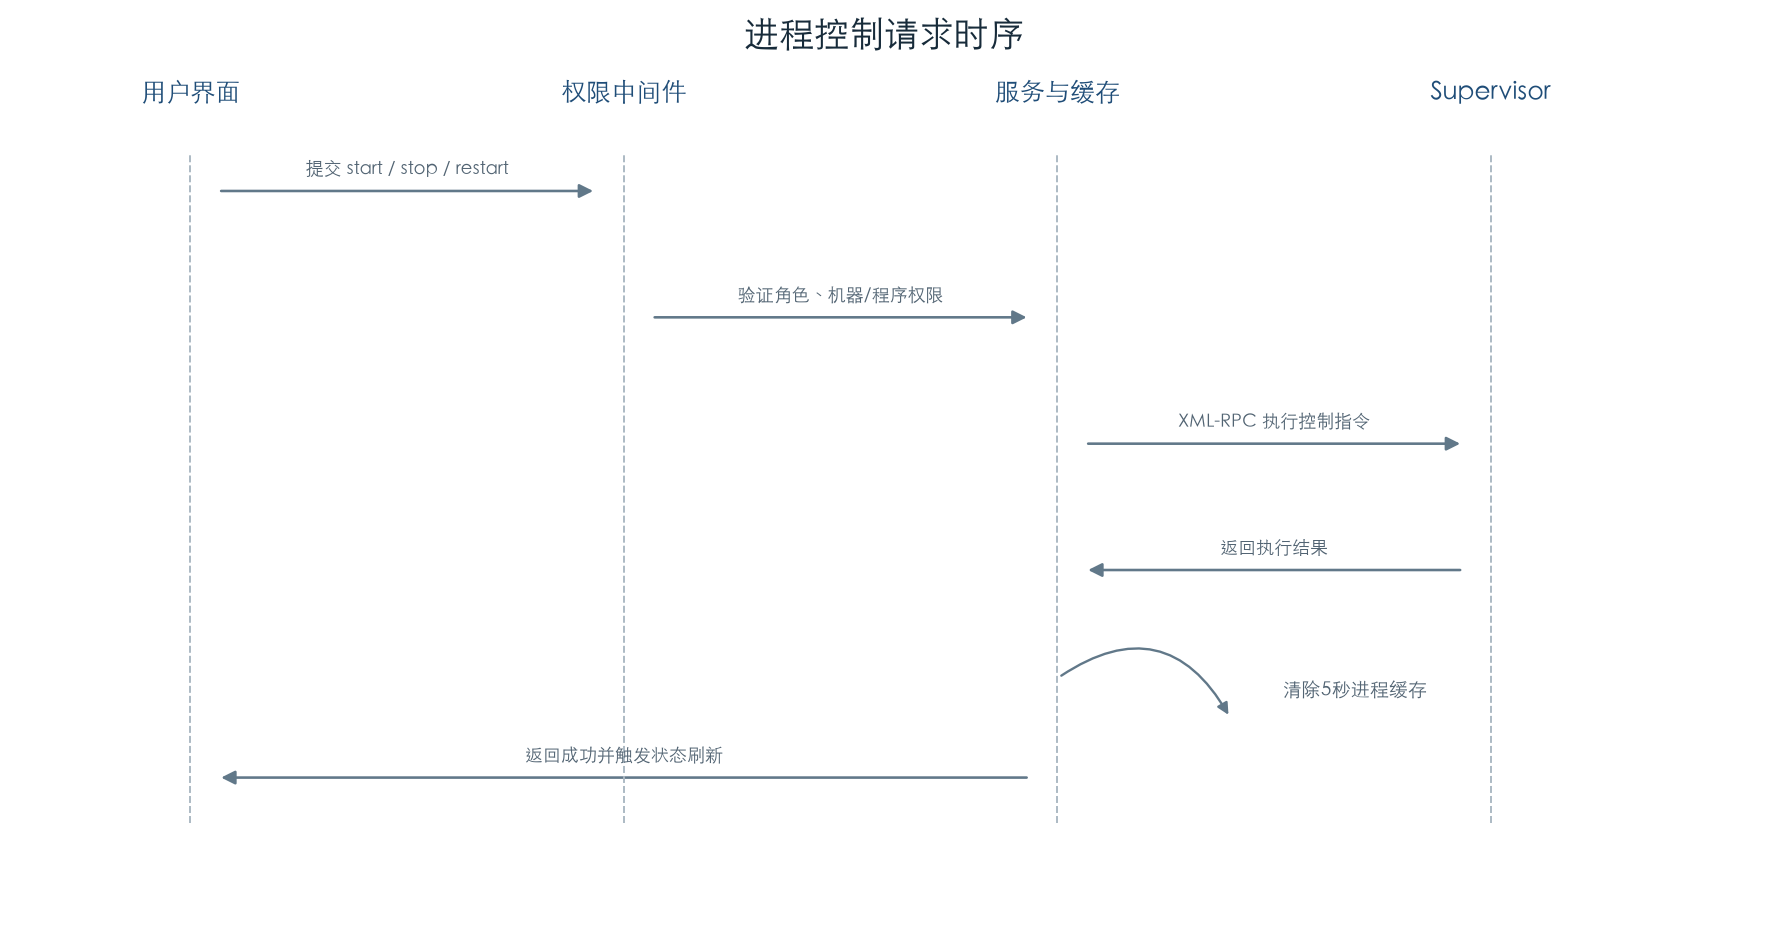 进程控制请求时序
用户界面
权限中间件
服务与缓存
Supervisor
提交 start / stop / restart
验证角色、机器/程序权限
XML-RPC 执行控制指令
返回执行结果
清除5秒进程缓存
返回成功并触发状态刷新